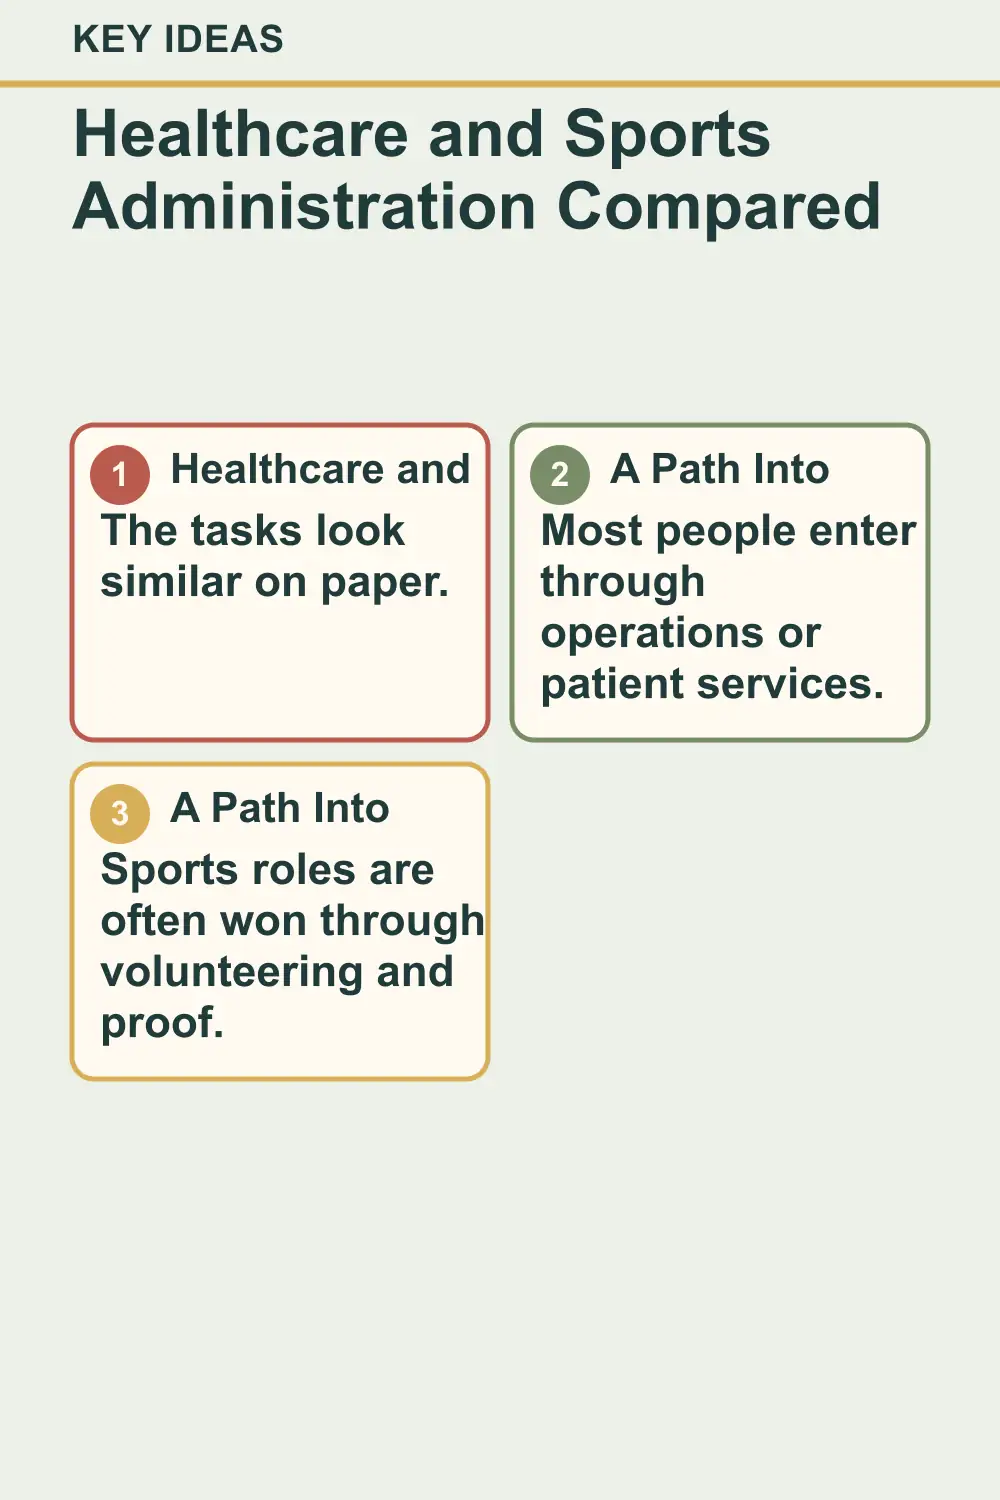 KEY IDEAS
Healthcare and Sports
Administration Compared
1 Healthcare and
The tasks look
similar on paper.
2 A Path Into
Most people enter
through
operations or
patient services.
3 A Path Into
Sports roles are
often won through
volunteering and
proof.